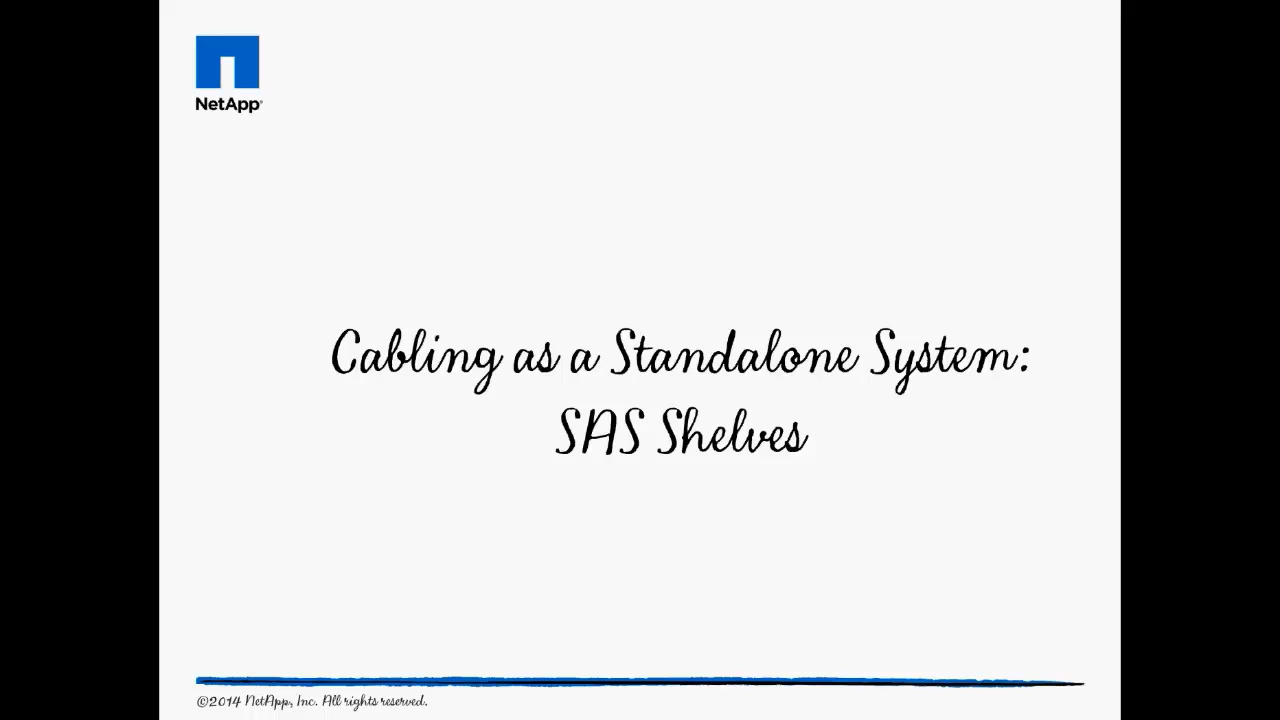 NetApp®
Cabling as a Standalone System:
SAS Shelves
©2014 NetApp, Inc. All rights reserved.